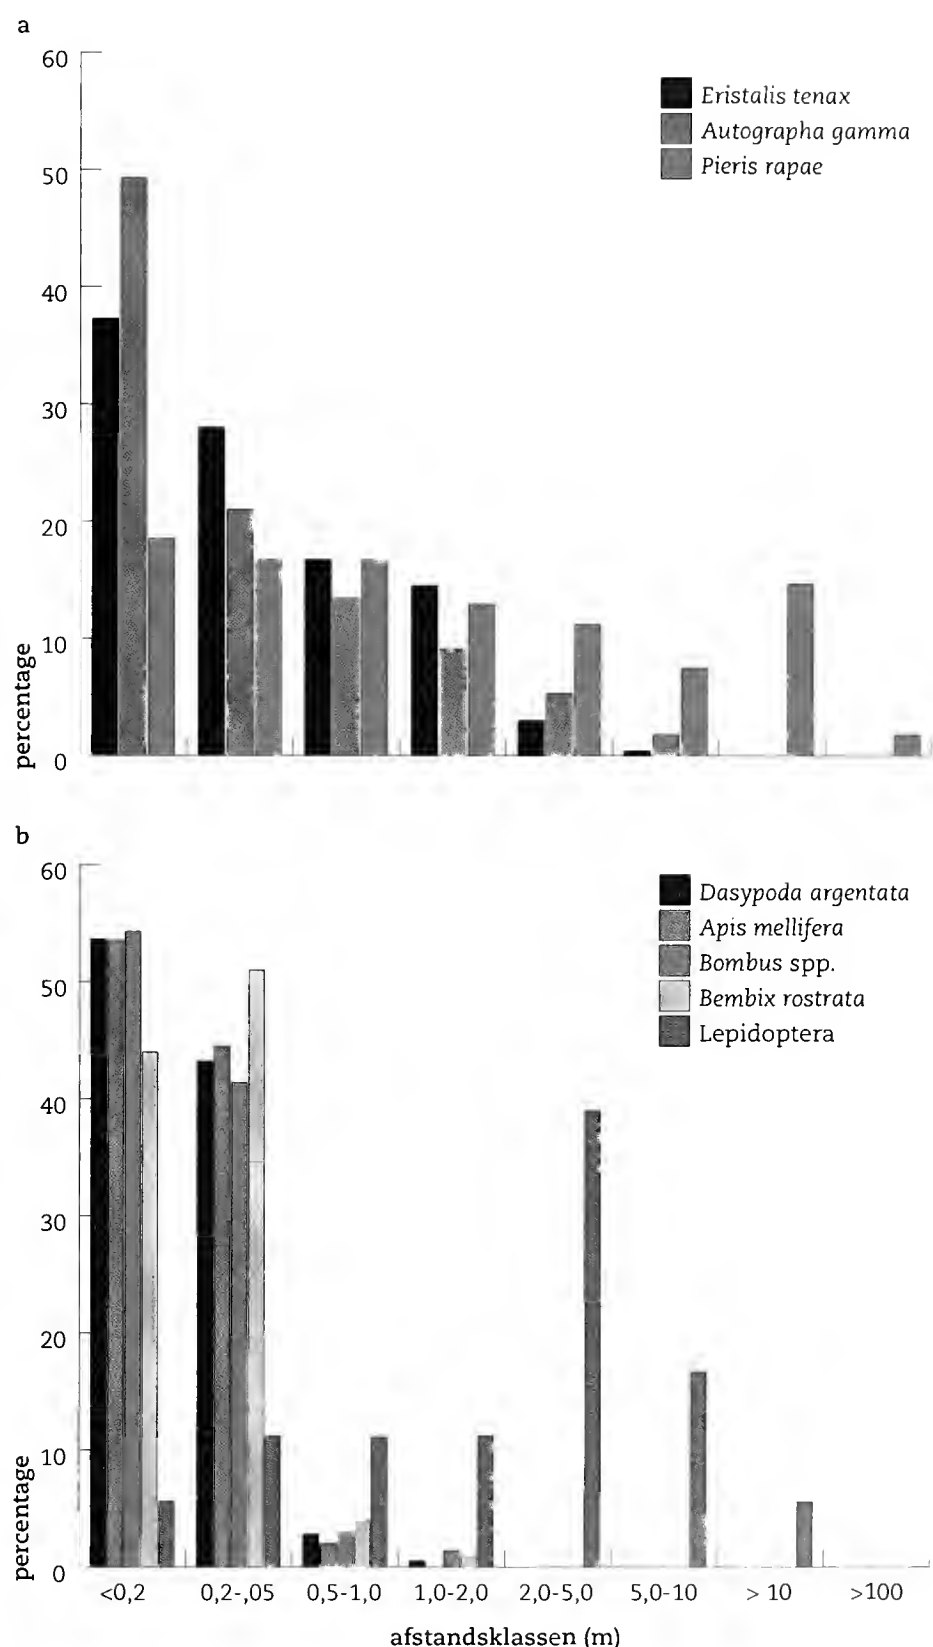 a
60
50
40
30
20
10
0
percentage
Eristalis tenax
Autographa gamma
Pieris rapae
b
60
50
40
30
20
10
0
percentage
Dasypoda argentata
Apis mellifera
Bombus spp.
Bembix rostrata
Lepidoptera
<0,2 0,2-,05 0,5-1,0 1,0-2,0 2,0-5,0 5,0-10 > 10 >100
afstandsklassen (m)